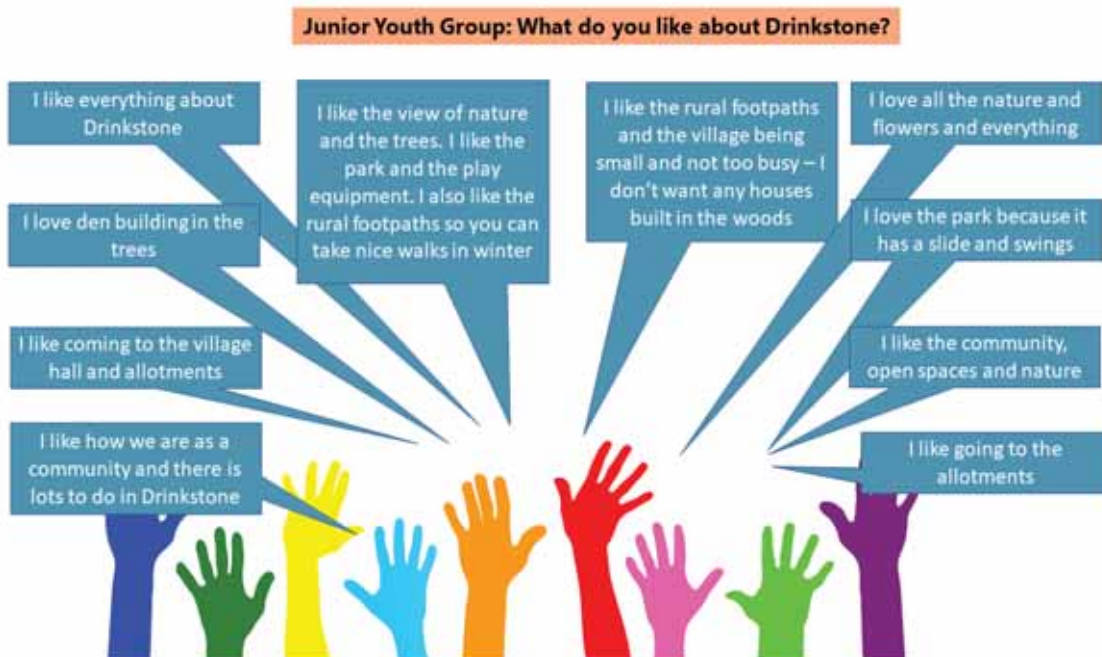 Junior Youth Group: What do you like about Drinkstone?
I like everything about
Drinkstone
I love den building in the
trees
I like coming to the village
hall and allotments
I like how we are as a
community and there is
lots to do in Drinkstone
I like the view of nature
and the trees. I like the
park and the play
equipment. I also like the
rural footpaths so you can
take nice walks in winter
I like the rural footpaths
and the village being
small and not too busy – I
don't want any houses
built in the woods
I love all the nature and
flowers and everything
I love the park because it
has a slide and swings
I like the community,
open spaces and nature
I like going to the
allotments